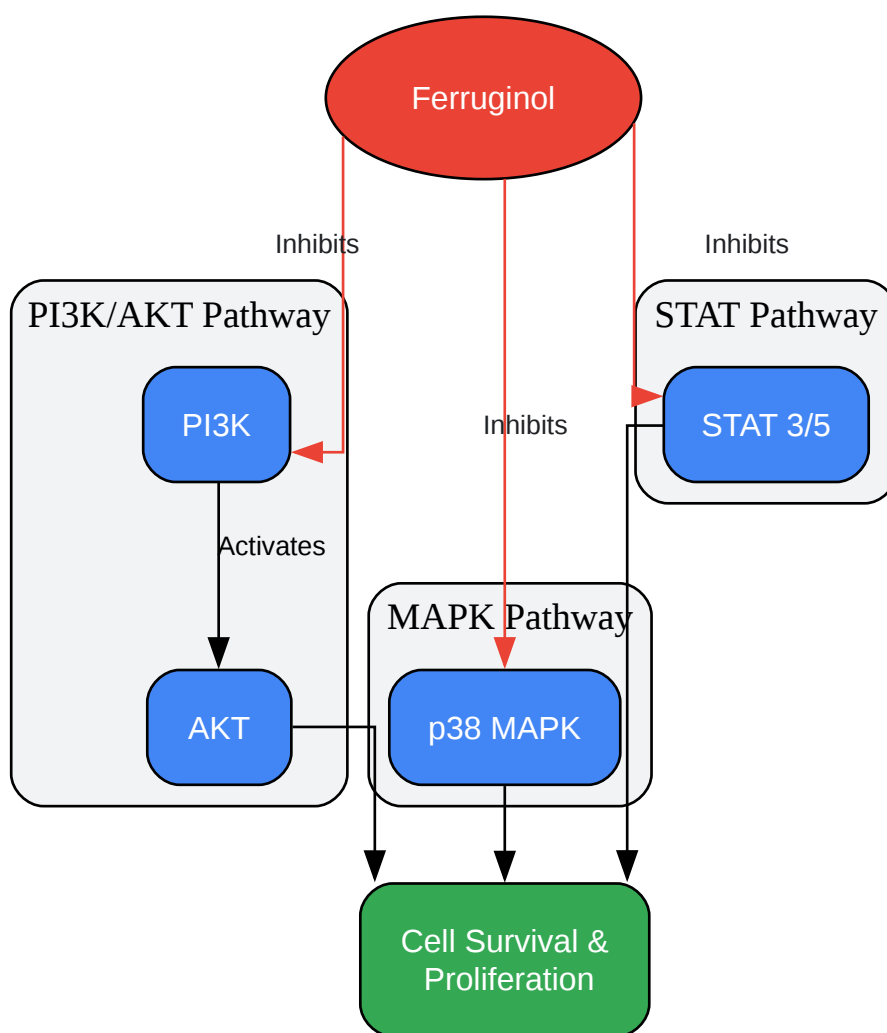 Ferruginol
Inhibits
Inhibits
PI3K/AKT Pathway
STAT Pathway
PI3K
Inhibits
STAT 3/5
Activates
MAPK Pathway
AKT
p38 MAPK
Cell Survival &
Proliferation